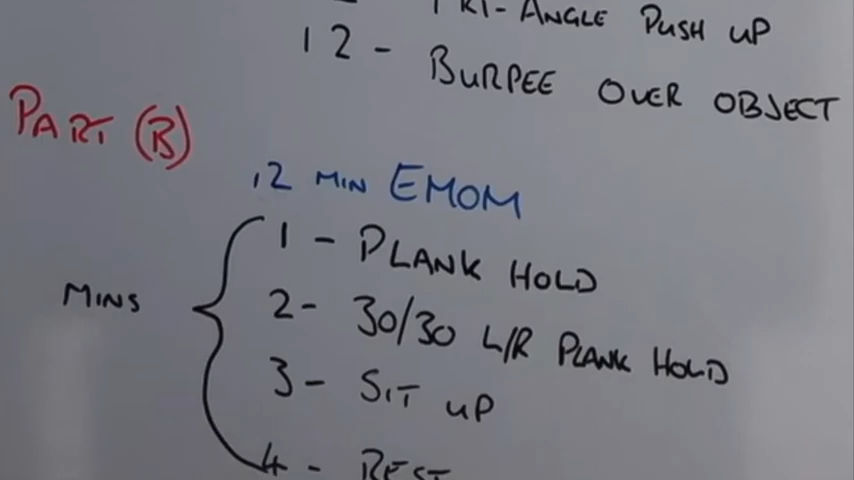 TRI-ANGLE PUSH UP
12 - BURPEE OVER OBJECT
PART (B)
12 MIN EMOM
1 - PLANK HOLD
MINS
2- 30/30 L/R PLANK HOLD
3- SIT UP
4 - REST